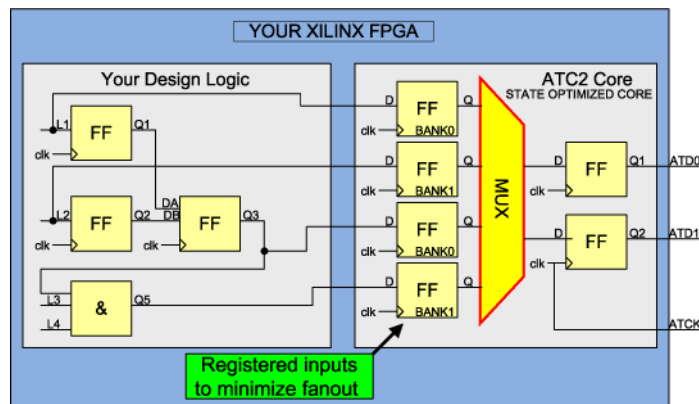 YOUR XILINX FPGA
Your Design Logic
ATC2 Core
STATE OPTIMIZED CORE
L1
FF
Q1
clk
L2
FF
Q2
clk
DA
DB
FF
Q3
clk
L3
L4
&
Q5
D
FF
Q
clk
BANK0
D
FF
Q
clk
BANK1
D
FF
Q
clk
BANK0
D
FF
Q
clk
BANK1
MUX
D
FF
Q1
clk
ATD0
D
FF
Q2
clk
ATD1
ATCK
Registered inputs
to minimize fanout